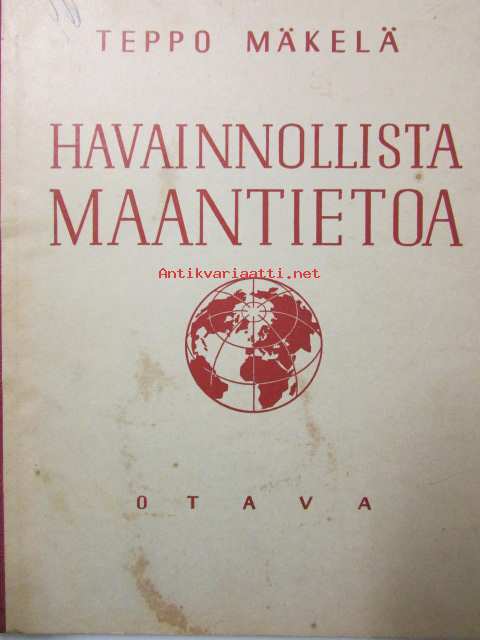 TEPPO MÄKELÄ
HAVAINNOLLISTA
MAANTIETOA
Antikvariaatti.net
OTAVA